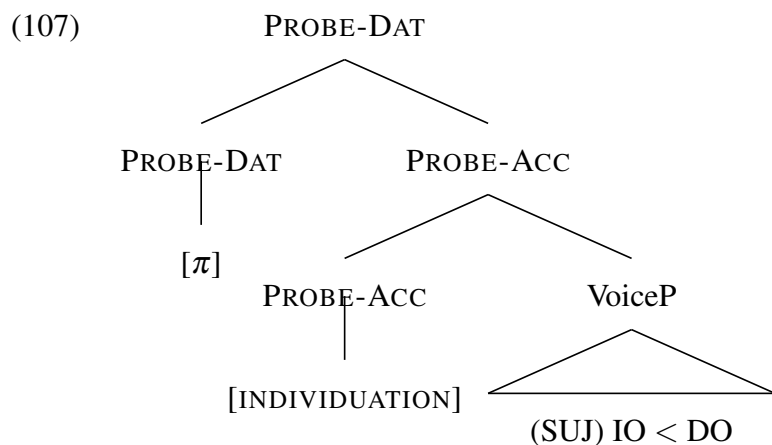 (107) PROBE-DAT
PROBE-DAT PROBE-ACC
[π] PROBE-ACC VoiceP
[INDIVIDUATION]
(SUJ) IO < DO